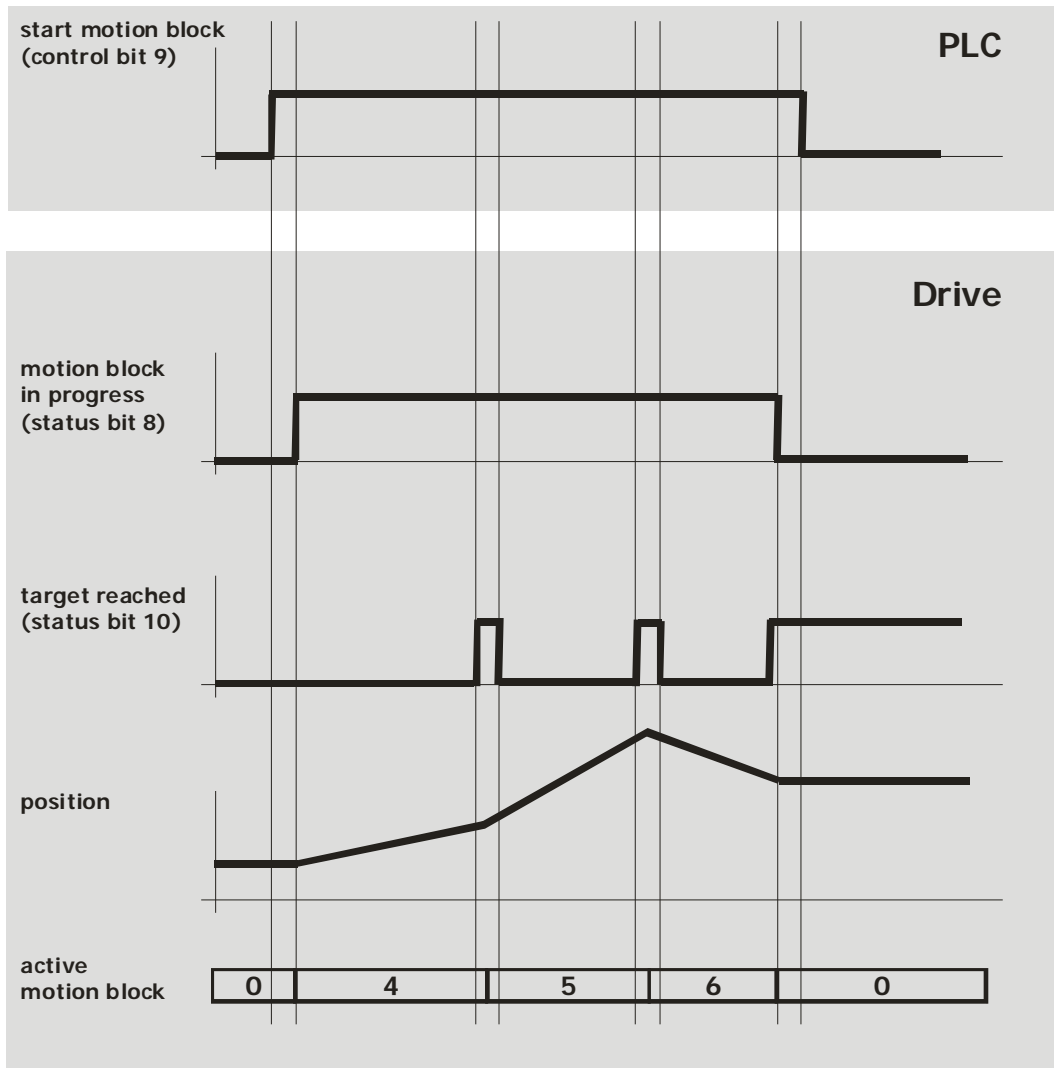 start motion block
(control bit 9)
PLC
Drive
motion block
in progress
(status bit 8)
target reached
(status bit 10)
position
active
motion block
0 4 5 6 0